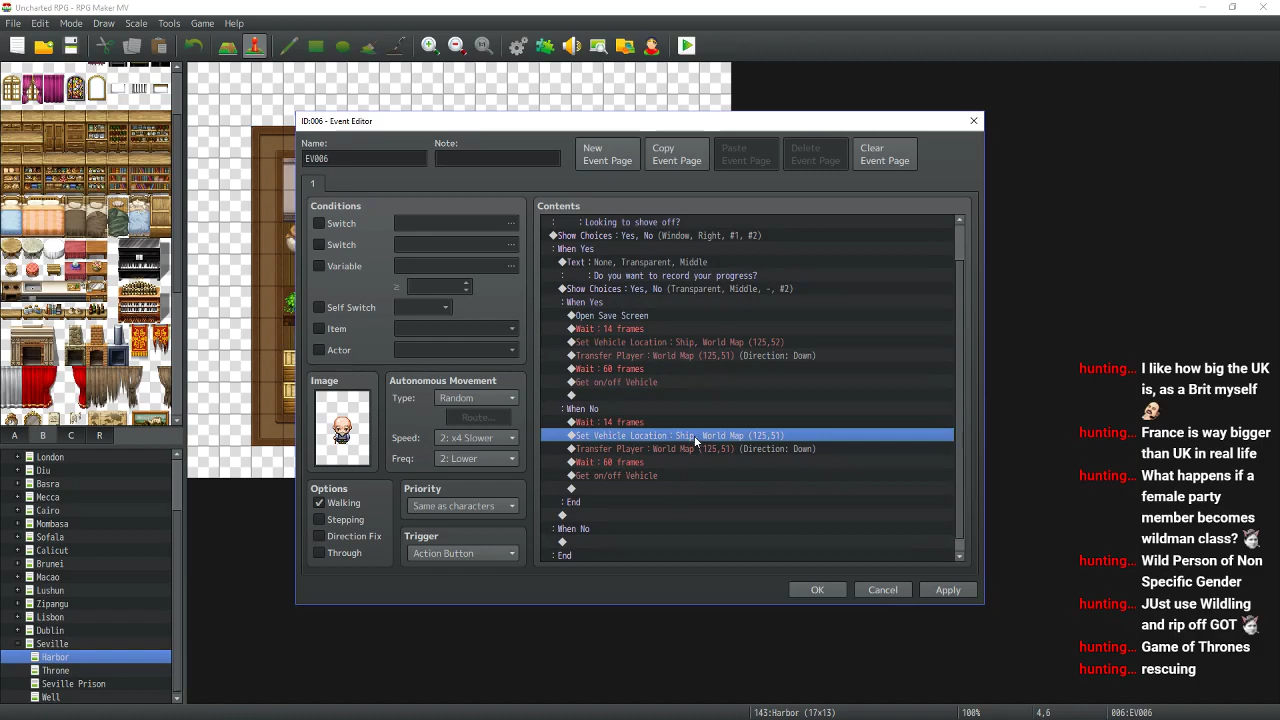 Uncharted RPG - RPG Maker MV
File Edit Mode Draw Scale Tools Game Help
ID:006 - Event Editor
Name: Note:
EV006
New Event Page
Copy Event Page
Paste Event Page
Delete Event Page
Clear Event Page
1
Conditions
Switch ...
Switch ...
Variable ...
≥
Self Switch
Item
Actor
Image
Autonomous Movement
Type: Random
Route...
Speed: 2: x4 Slower
Freq: 2: Lower
Options
Walking
Stepping
Direction Fix
Through
Priority
Same as characters
Trigger
Action Button
Contents
: : Looking to shove off?
◆Show Choices : Yes, No (Window, Right, #1, #2)
: When Yes
◆Text : None, Transparent, Middle
: : Do you want to record your progress?
◆Show Choices : Yes, No (Transparent, Middle, -, #2)
: When Yes
◆Open Save Screen
◆Wait : 14 frames
◆Set Vehicle Location : Ship, World Map (125,52)
◆Transfer Player : World Map (125,51) (Direction: Down)
◆Wait : 60 frames
◆Get on/off Vehicle
◆
: When No
◆Wait : 14 frames
◆Set Vehicle Location : Ship, World Map (125,51)
◆Transfer Player : World Map (125,51) (Direction: Down)
◆Wait : 60 frames
◆Get on/off Vehicle
◆
: End
◆
: When No
◆
: End
OK Cancel Apply
A B C R
London
Diu
Basra
Mecca
Cairo
Mombasa
Sofala
Calicut
Brunei
Macao
Lushun
Zipangu
Lisbon
Dublin
Seville
Harbor
Throne
Seville Prison
Well
hunting... I like how big the UK
is, as a Brit myself
hunting... France is way bigger
than UK in real life
hunting... What happens if a
female party
member becomes
wildman class?
hunting... Wild Person of Non
Specific Gender
hunting... JUst use Wildling
and rip off GOT
hunting... Game of Thrones
hunting... rescuing
143:Harbor (17x13) 100% 4,6 006:EV006